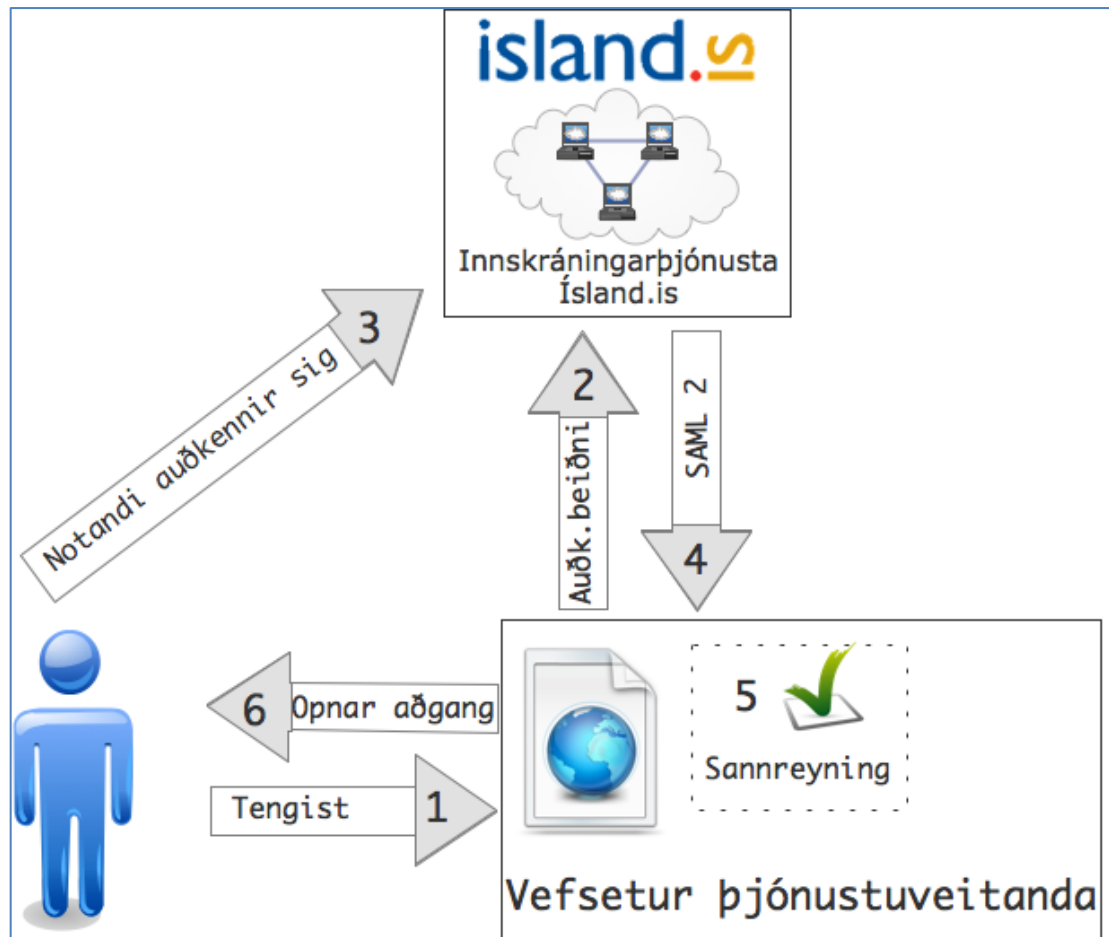 island.is
Innskráningarþjónusta
Ísland.is
3
Notandi auðkennir sig
2
Auðk.beiðni
SAML 2
4
6
Opnar aðgang
Tengist
1
5
Sannreyning
Vefsetur þjónustuveitanda